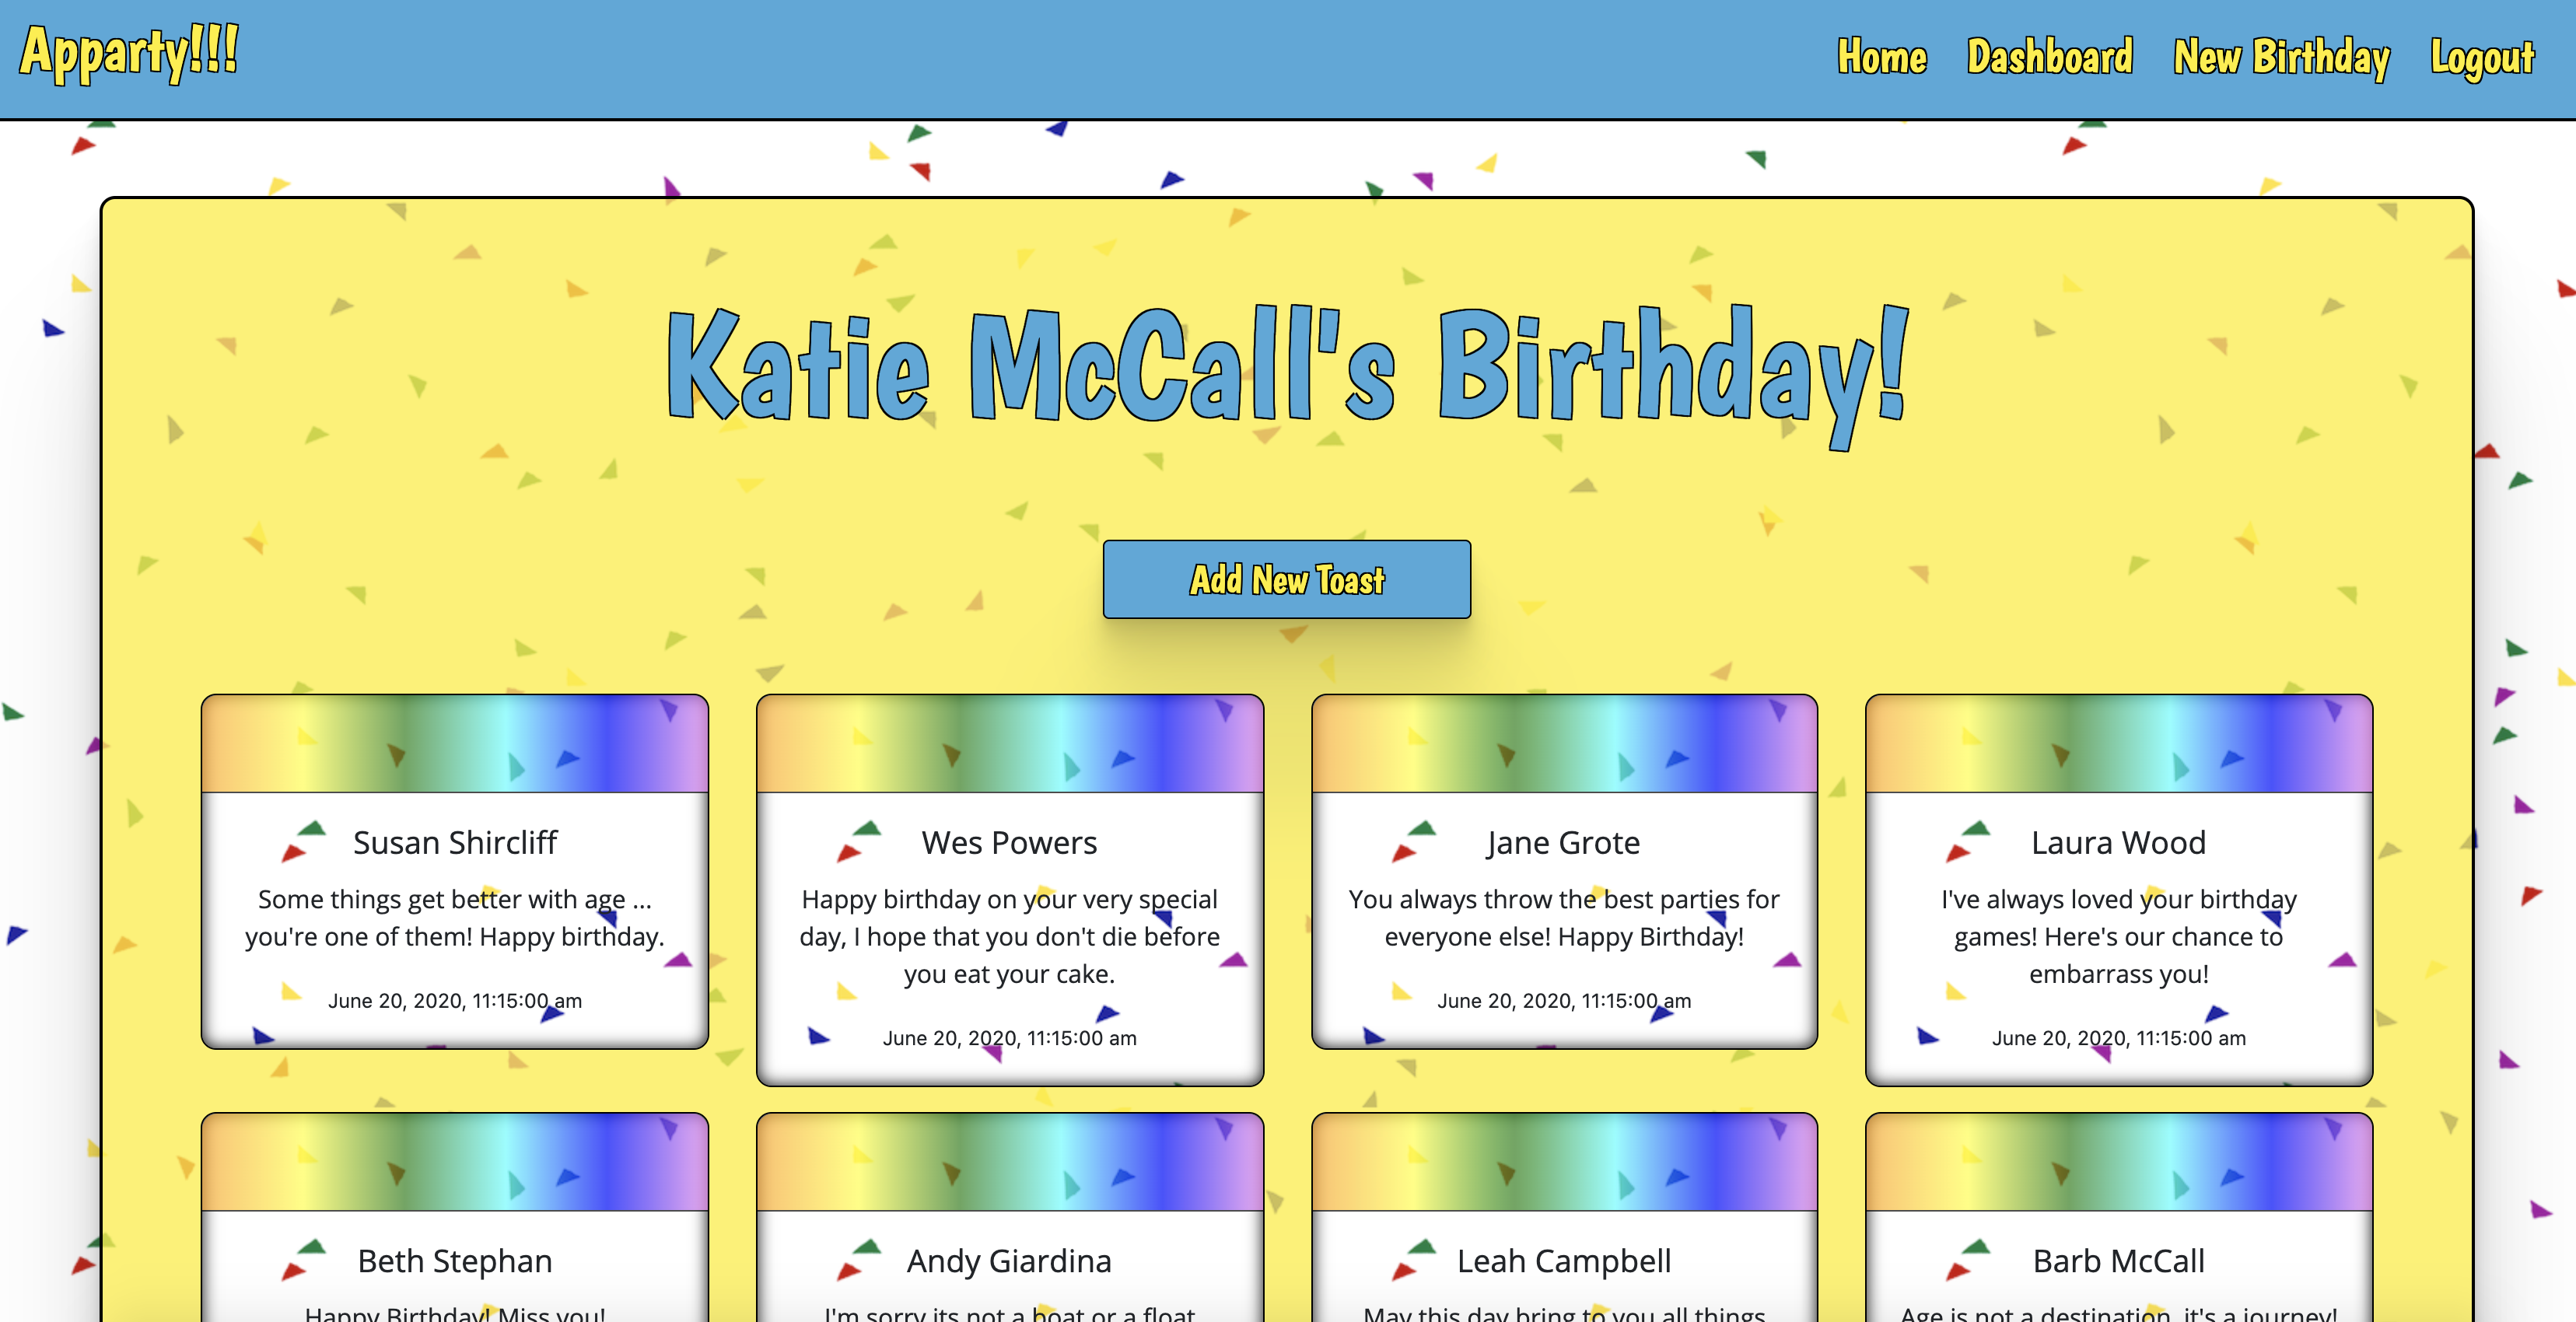 Apparty!!!
Home Dashboard New Birthday Logout
Katie McCall's Birthday!
Add New Toast
Susan Shircliff
Some things get better with age ...
you're one of them! Happy birthday.
June 20, 2020, 11:15:00 am
Wes Powers
Happy birthday on your very special
day, I hope that you don't die before
you eat your cake.
June 20, 2020, 11:15:00 am
Jane Grote
You always throw the best parties for
everyone else! Happy Birthday!
June 20, 2020, 11:15:00 am
Laura Wood
I've always loved your birthday
games! Here's our chance to
embarrass you!
June 20, 2020, 11:15:00 am
Beth Stephan
Happy Birthday! Miss you!
Andy Giardina
I'm sorry its not a boat or a float
Leah Campbell
May this day bring to you all things
Barb McCall
Age is not a destination, it's a journey!